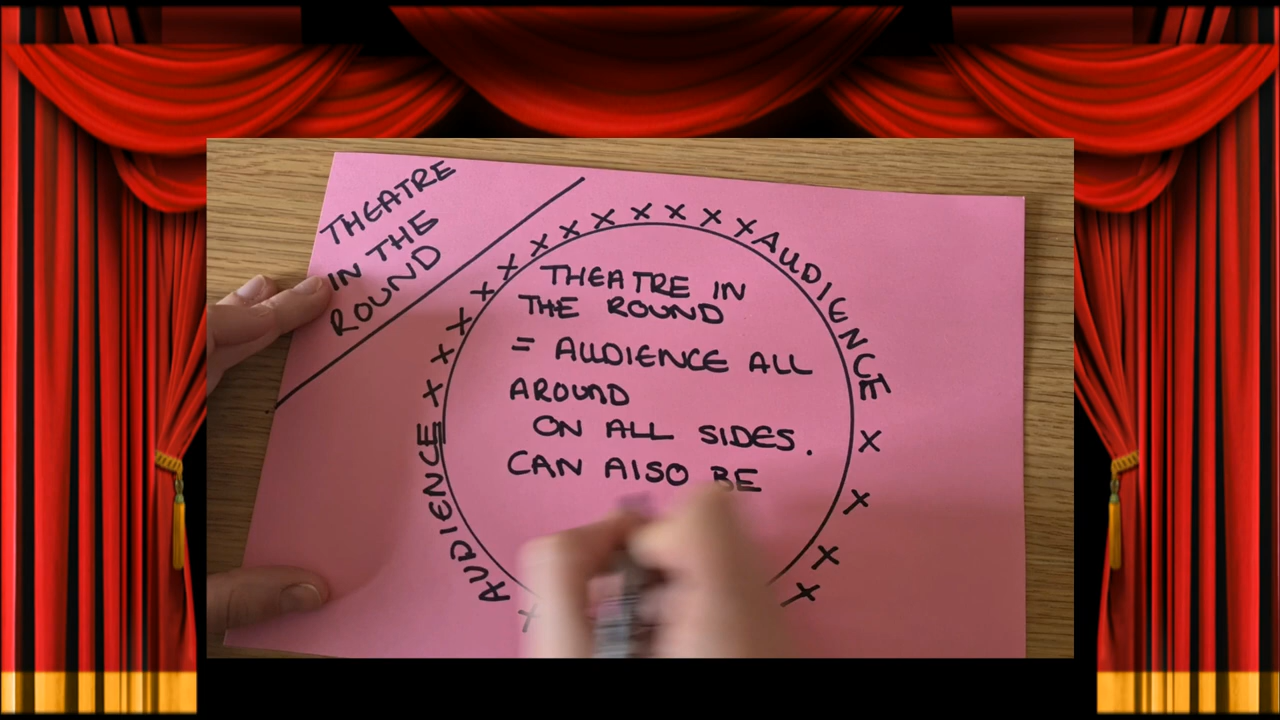 THEATRE
IN THE
ROUND
AUDIENCE
THEATRE IN
THE ROUND
= AUDIENCE ALL
AROUND
ON ALL SIDES.
CAN AlSO BE
AUDIENCE